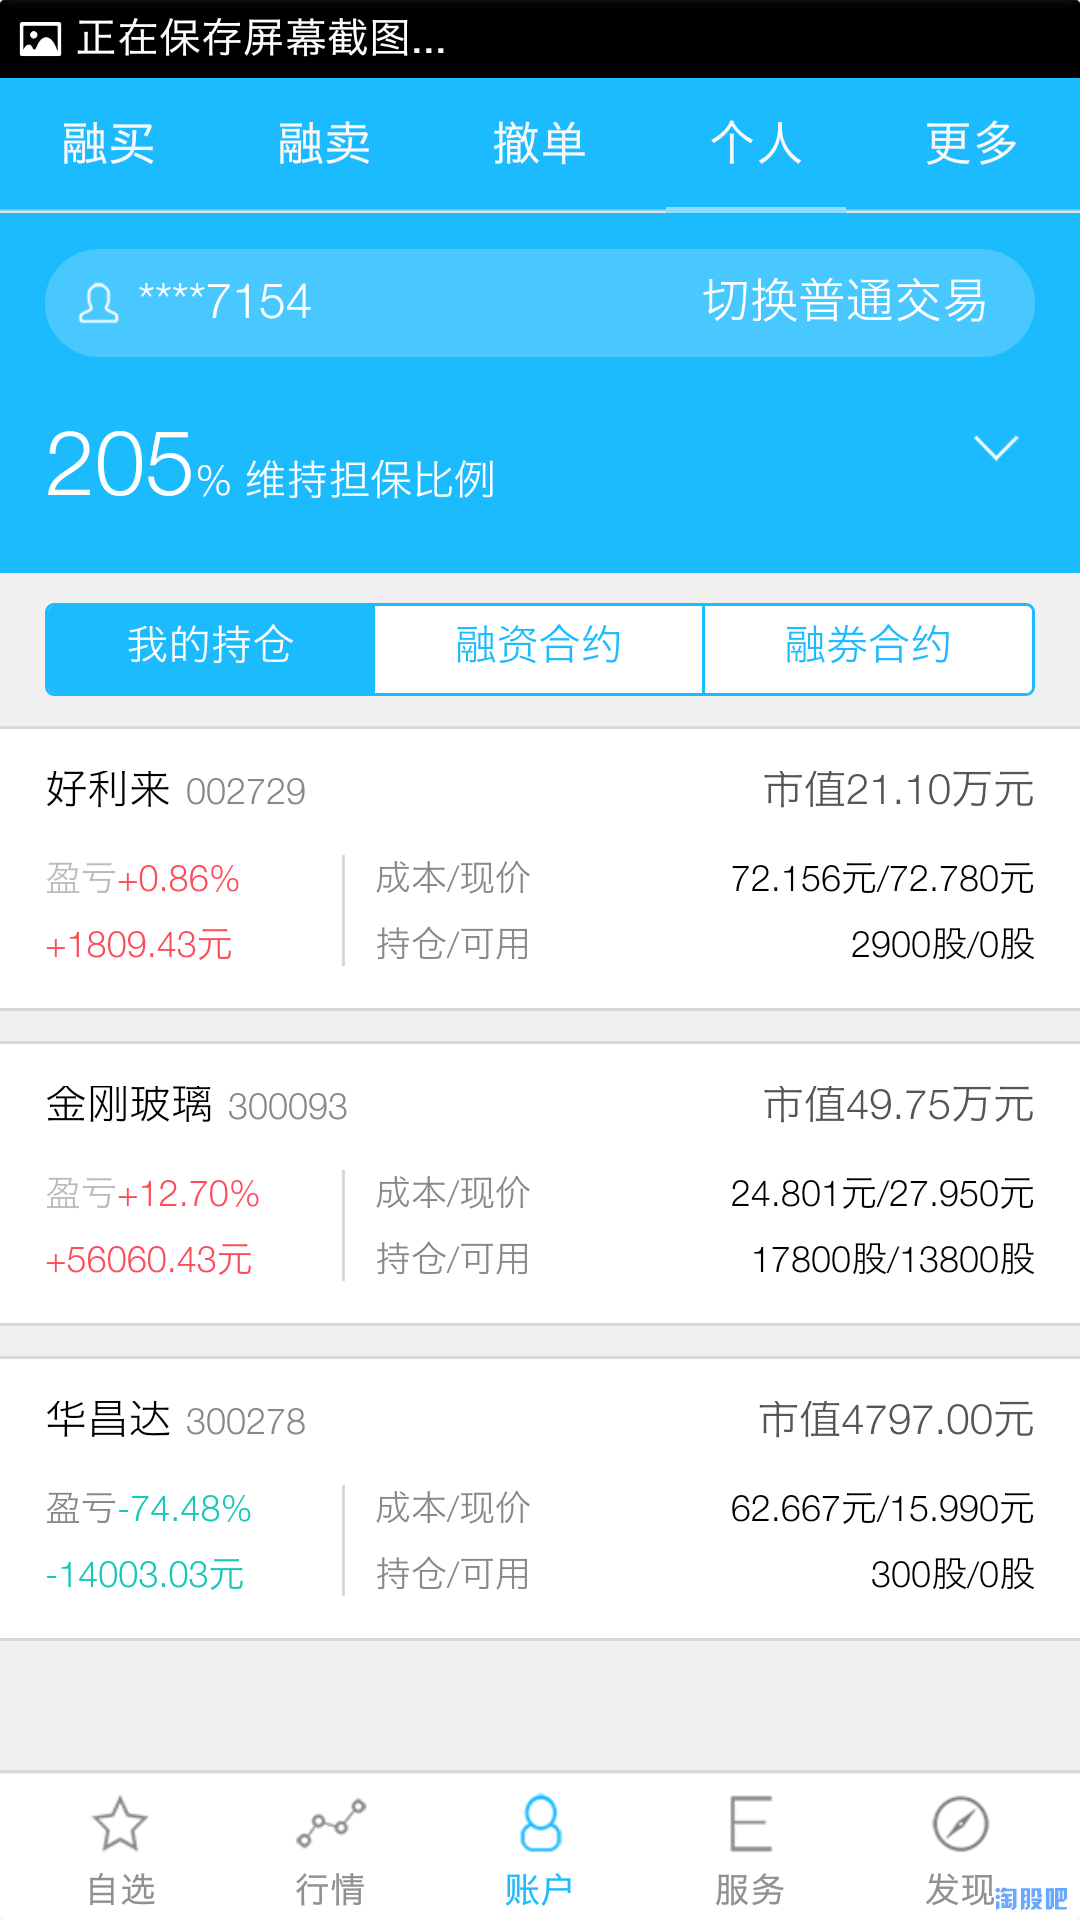 正在保存屏幕截图...
融买 融卖 撤单 个人 更多
****7154 切换普通交易
205% 维持担保比例
我的持仓 融资合约 融券合约
好利来 002729 市值21.10万元
盈亏+0.86% 成本/现价 72.156元/72.780元
+1809.43元 持仓/可用 2900股/0股
金刚玻璃 300093 市值49.75万元
盈亏+12.70% 成本/现价 24.801元/27.950元
+56060.43元 持仓/可用 17800股/13800股
华昌达 300278 市值4797.00元
盈亏-74.48% 成本/现价 62.667元/15.990元
-14003.03元 持仓/可用 300股/0股
自选 行情 账户 服务 发现
淘股吧